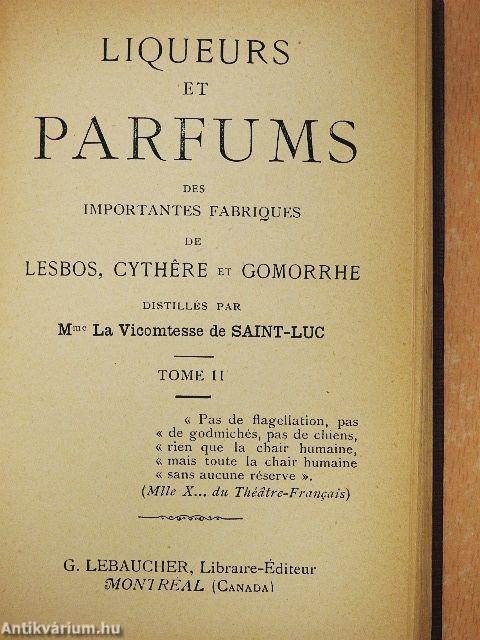 LIQUEURS
ET
PARFUMS
DES
IMPORTANTES FABRIQUES
DE
LESBOS, CYTHÊRE ET GOMORRHE
DISTILLÉS PAR
Mme La Vicomtesse de SAINT-LUC
TOME II
« Pas de flagellation, pas
« de godmichés, pas de chiens,
« rien que la chair humaine,
« mais toute la chair humaine
« sans aucune réserve ».
(Mlle X... du Théâtre-Français)
G. LEBAUCHER, Libraire-Éditeur
MONTRÉAL (CANADA)
Antikvárium.hu